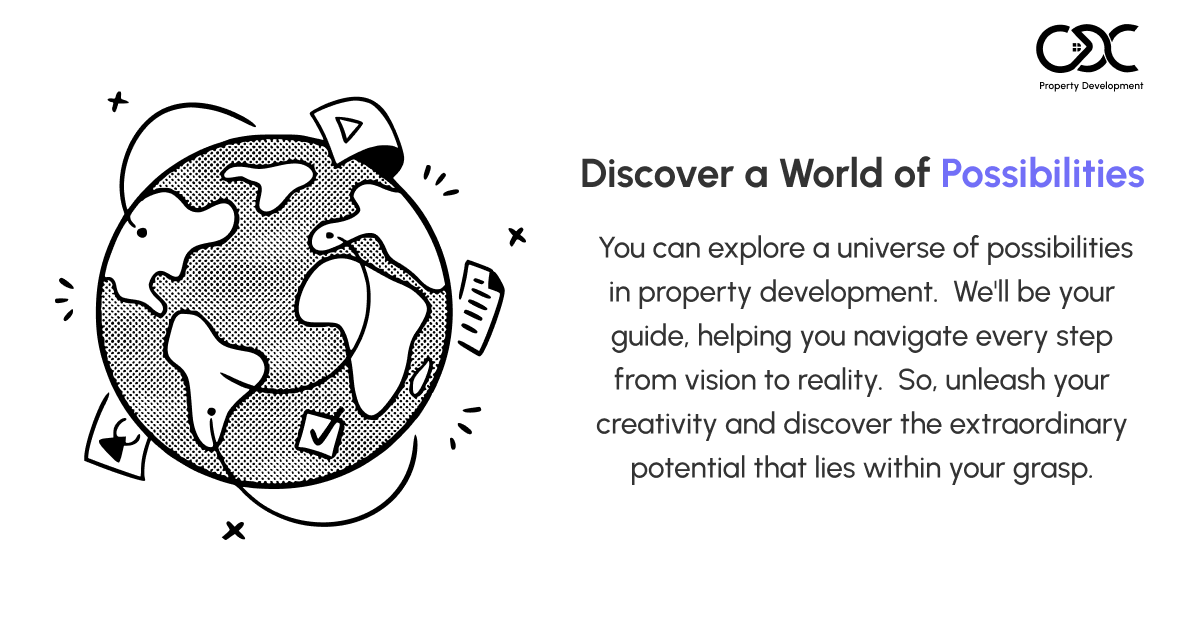 CDC
Property Development
Discover a World of Possibilities
You can explore a universe of possibilities
in property development.  We'll be your
guide, helping you navigate every step
from vision to reality.  So, unleash your
creativity and discover the extraordinary
potential that lies within your grasp.